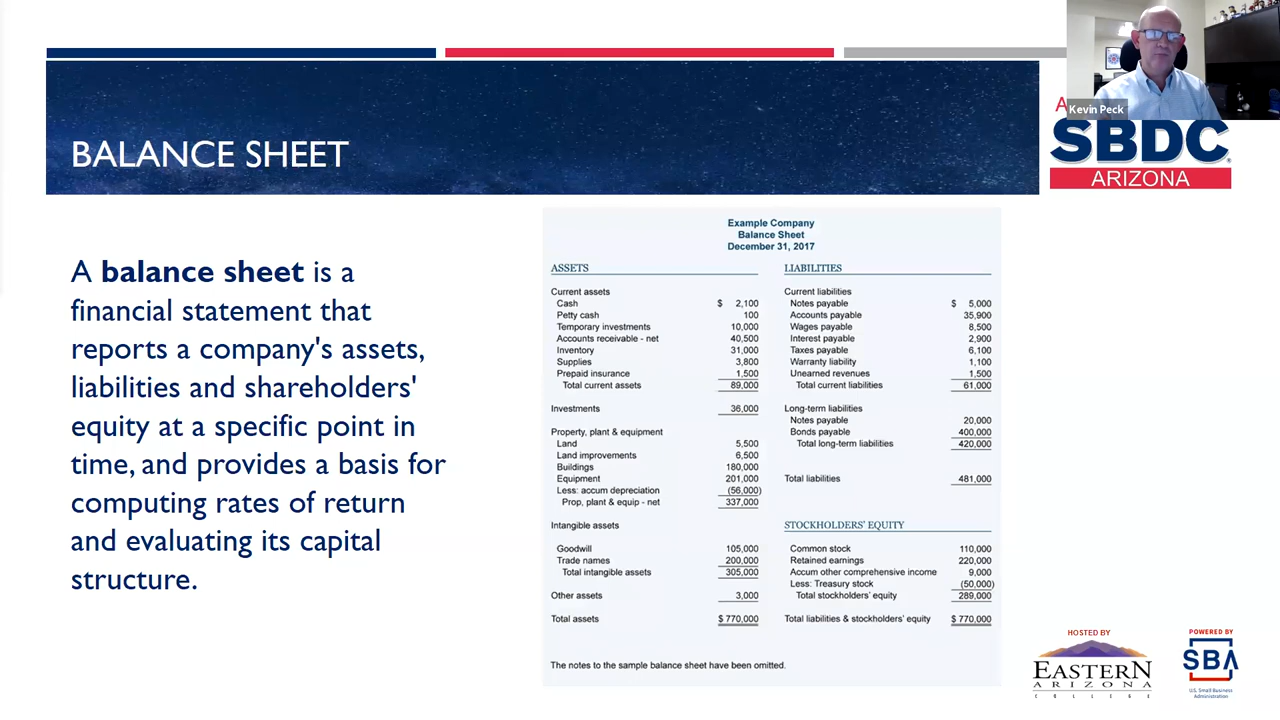 Kevin Peck
A
SBDC
ARIZONA
BALANCE SHEET
A balance sheet is a
financial statement that
reports a company's assets,
liabilities and shareholders'
equity at a specific point in
time, and provides a basis for
computing rates of return
and evaluating its capital
structure.
Example Company
Balance Sheet
December 31, 2017
ASSETS
Current assets
Cash $ 2,100
Petty cash 100
Temporary investments 10,000
Accounts receivable - net 40,500
Inventory 31,000
Supplies 3,800
Prepaid insurance 1,500
Total current assets 89,000
Investments 36,000
Property, plant & equipment
Land 5,500
Land improvements 6,500
Buildings 180,000
Equipment 201,000
Less: accum depreciation (56,000)
Prop, plant & equip - net 337,000
Intangible assets
Goodwill 105,000
Trade names 200,000
Total intangible assets 305,000
Other assets 3,000
Total assets $ 770,000
LIABILITIES
Current liabilities
Notes payable $ 5,000
Accounts payable 35,900
Wages payable 8,500
Interest payable 2,900
Taxes payable 6,100
Warranty liability 1,100
Unearned revenues 1,500
Total current liabilities 61,000
Long-term liabilities
Notes payable 20,000
Bonds payable 400,000
Total long-term liabilities 420,000
Total liabilities 481,000
STOCKHOLDERS' EQUITY
Common stock 110,000
Retained earnings 220,000
Accum other comprehensive income 9,000
Less: Treasury stock (50,000)
Total stockholders' equity 289,000
Total liabilities & stockholders' equity $ 770,000
The notes to the sample balance sheet have been omitted.
HOSTED BY
EASTERN
ARIZONA
COLLEGE
POWERED BY
SBA
U.S. Small Business
Administration